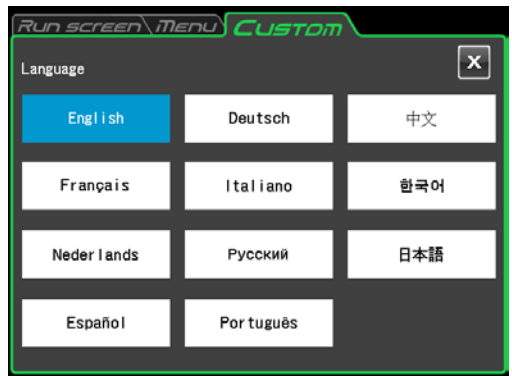 Run screen Menu Custom
Language X
English Deutsch 中文
Français Italiano 한국어
Nederlands Русский 日本語
Español Português